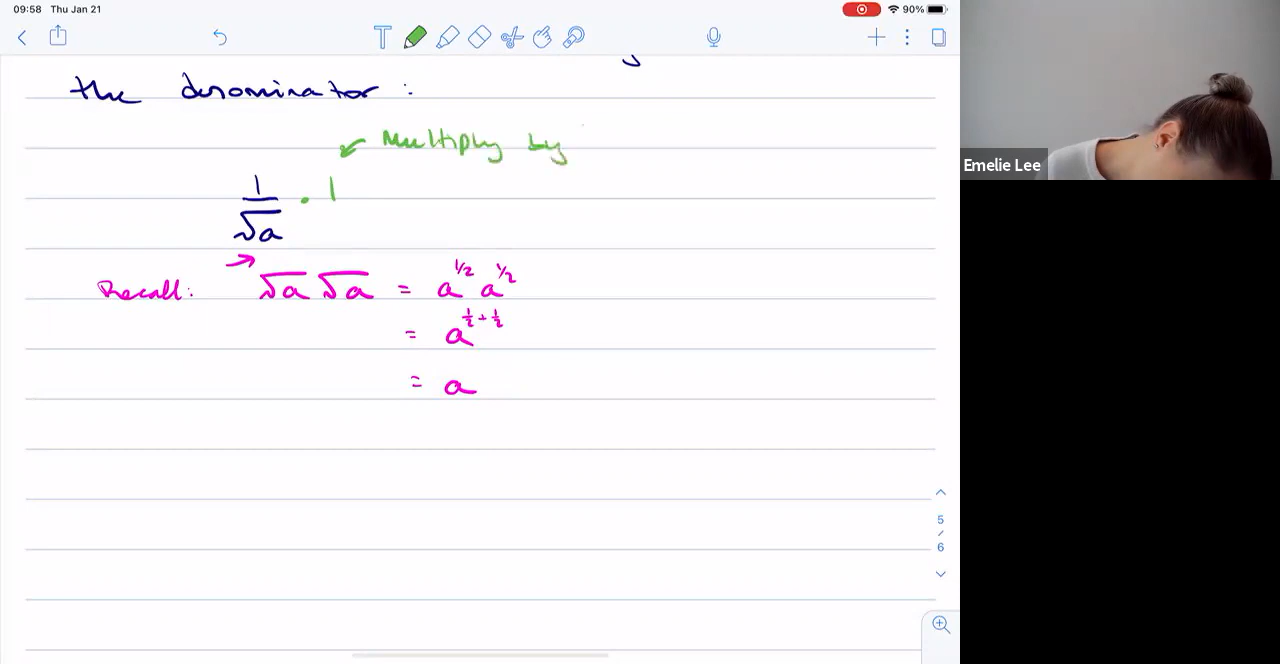 09:58 Thu Jan 21
90%
the denominator :
Multiply by
1/√a · 1
Emelie Lee
Recall: √a √a = a^1/2 a^1/2
= a^1/2 + 1/2
= a
5
/
6